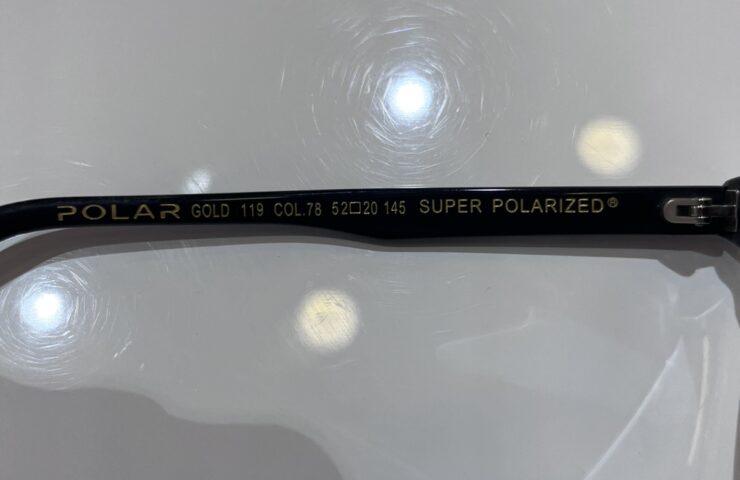 POLAR GOLD 119 COL.78 52□20 145 SUPER POLARIZED®